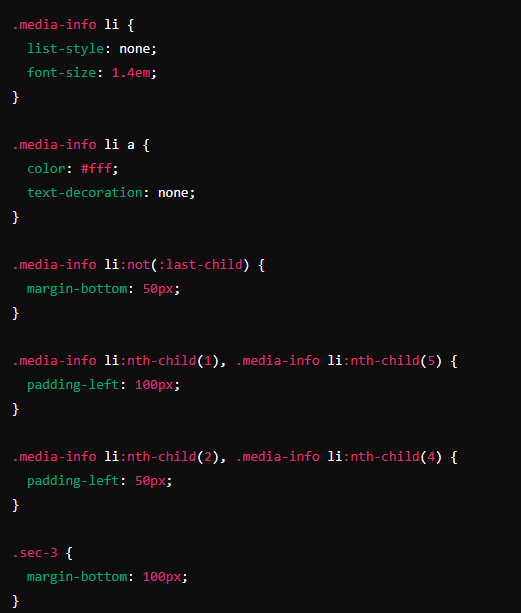 .media-info li {
  list-style: none;
  font-size: 1.4em;
}

.media-info li a {
  color: #fff;
  text-decoration: none;
}

.media-info li:not(:last-child) {
  margin-bottom: 50px;
}

.media-info li:nth-child(1), .media-info li:nth-child(5) {
  padding-left: 100px;
}

.media-info li:nth-child(2), .media-info li:nth-child(4) {
  padding-left: 50px;
}

.sec-3 {
  margin-bottom: 100px;
}